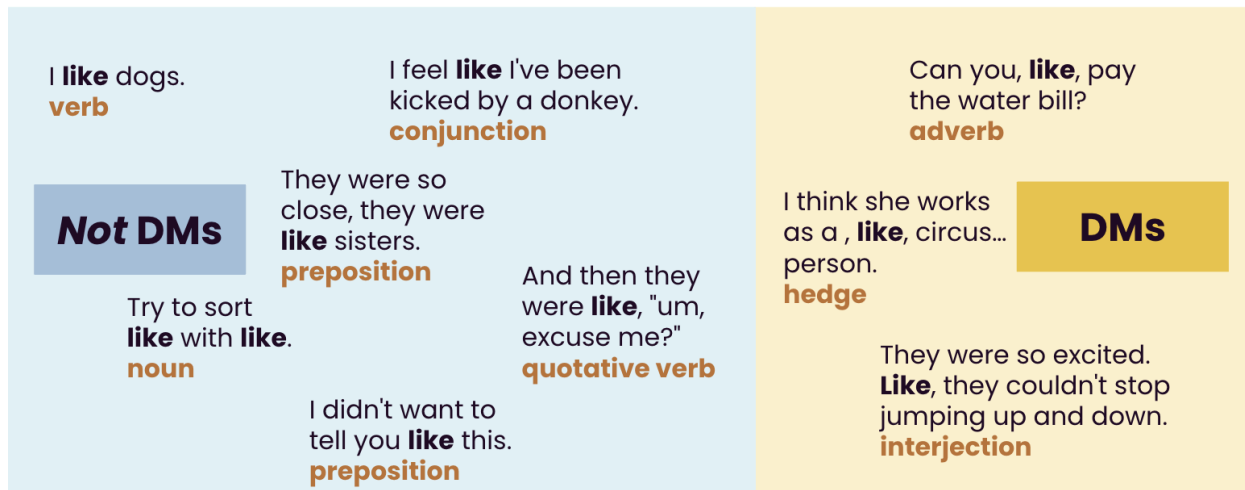 I like dogs.
verb
I feel like I've been
kicked by a donkey.
conjunction
Not DMs
They were so
close, they were
like sisters.
preposition
Try to sort
like with like.
noun
And then they
were like, "um,
excuse me?"
quotative verb
I didn't want to
tell you like this.
preposition
Can you, like, pay
the water bill?
adverb
I think she works
as a , like, circus...
person.
hedge
DMs
They were so excited.
Like, they couldn't stop
jumping up and down.
interjection